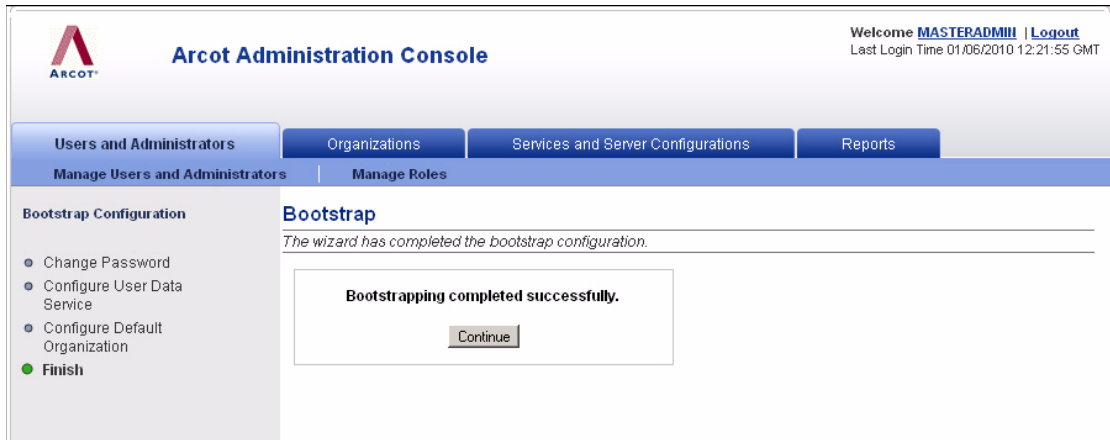 ARCOT
Arcot Administration Console
Welcome MASTERADMIN | Logout
Last Login Time 01/06/2010 12:21:55 GMT
Users and Administrators
Organizations
Services and Server Configurations
Reports
Manage Users and Administrators
Manage Roles
Bootstrap Configuration
Change Password
Configure User Data
Service
Configure Default
Organization
Finish
Bootstrap
The wizard has completed the bootstrap configuration.
Bootstrapping completed successfully.
Continue